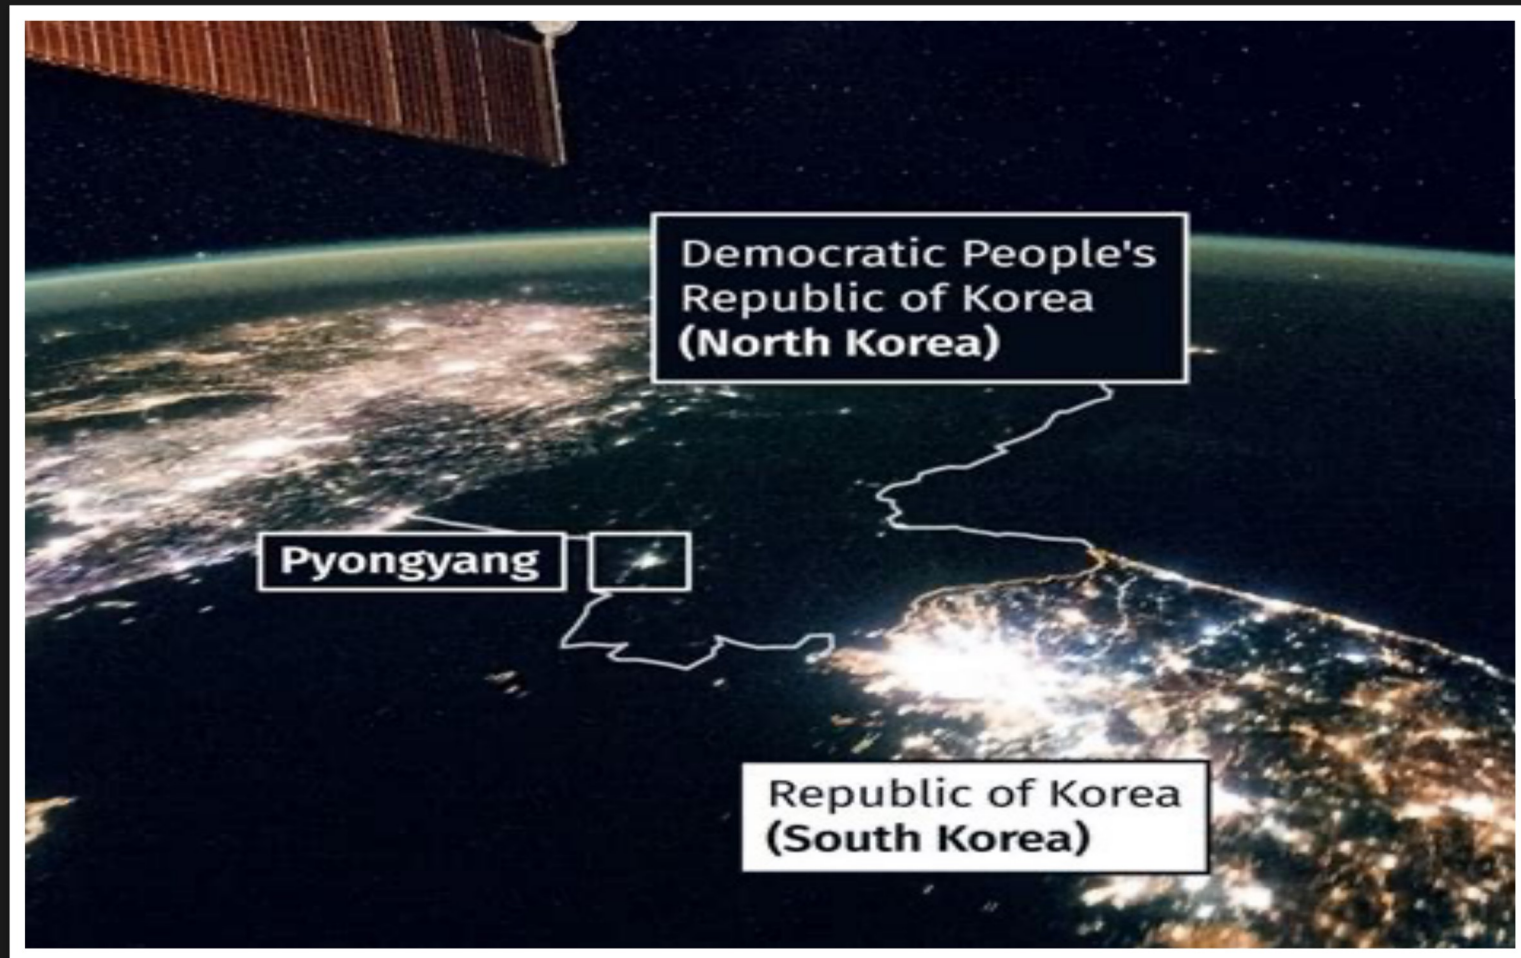 Democratic People's
Republic of Korea
(North Korea)
Pyongyang
Republic of Korea
(South Korea)